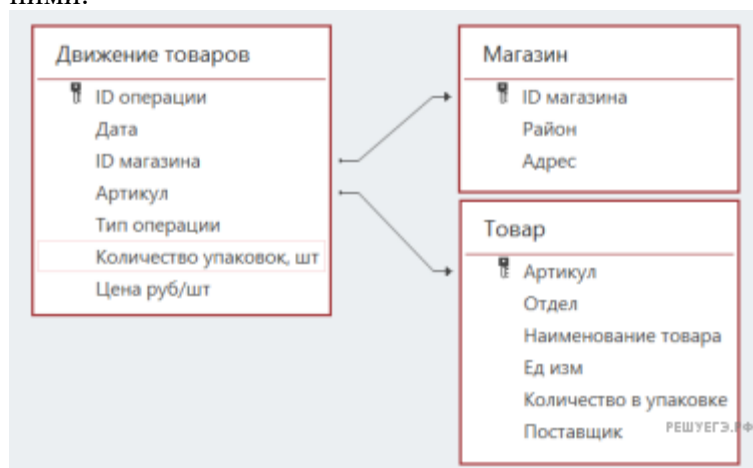 ними.
Движение товаров
ID операции
Дата
ID магазина
Артикул
Тип операции
Количество упаковок, шт
Цена руб/шт
Магазин
ID магазина
Район
Адрес
Товар
Артикул
Отдел
Наименование товара
Ед изм
Количество в упаковке
Поставщик
РЕШУЕГЭ.РФ